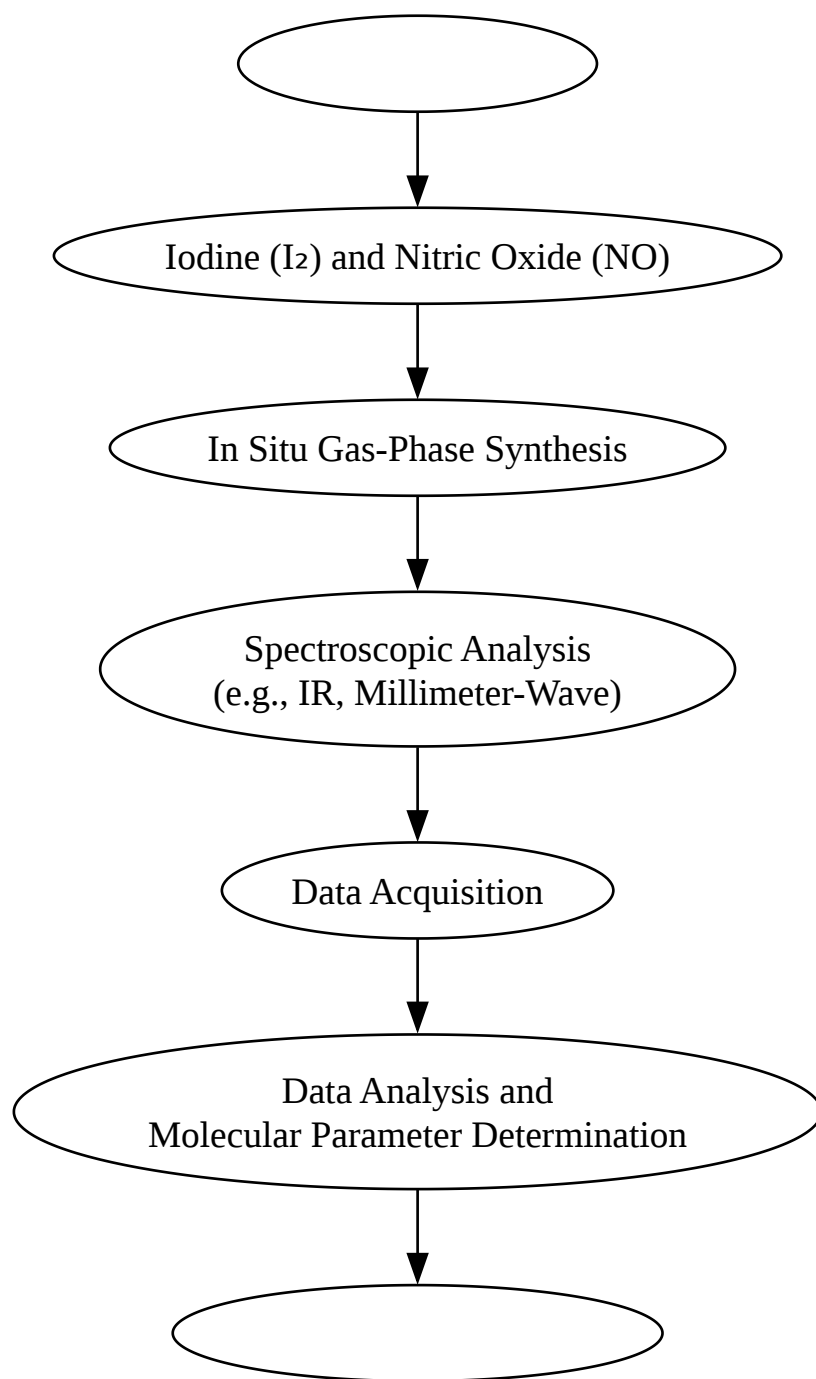 Iodine (I₂) and Nitric Oxide (NO)
In Situ Gas-Phase Synthesis
Spectroscopic Analysis
(e.g., IR, Millimeter-Wave)
Data Acquisition
Data Analysis and
Molecular Parameter Determination